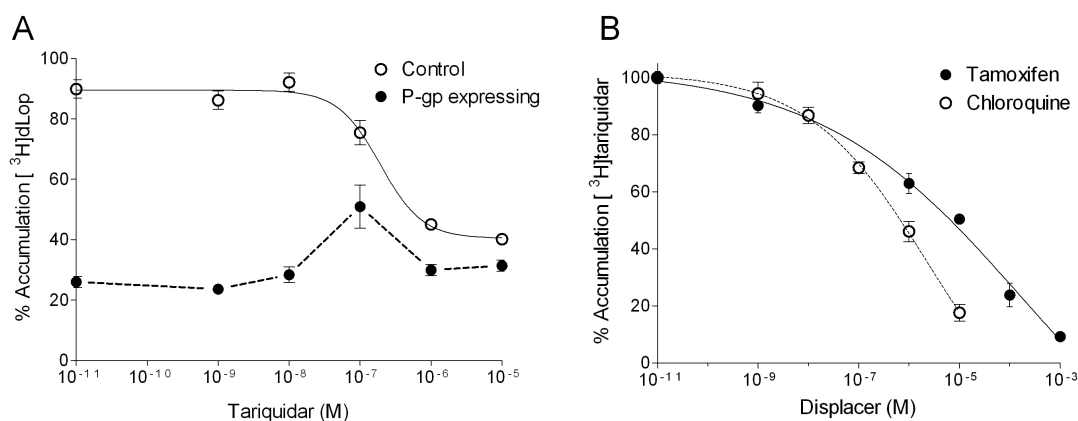 A
% Accumulation [ ³H]dLop
100
80
60
40
20
0
10⁻¹¹ 10⁻¹⁰ 10⁻⁹ 10⁻⁸ 10⁻⁷ 10⁻⁶ 10⁻⁵
Tariquidar (M)
Control
P-gp expressing
B
% Accumulation [ ³H]tariquidar
100
80
60
40
20
0
10⁻¹¹ 10⁻⁹ 10⁻⁷ 10⁻⁵ 10⁻³
Displacer (M)
Tamoxifen
Chloroquine